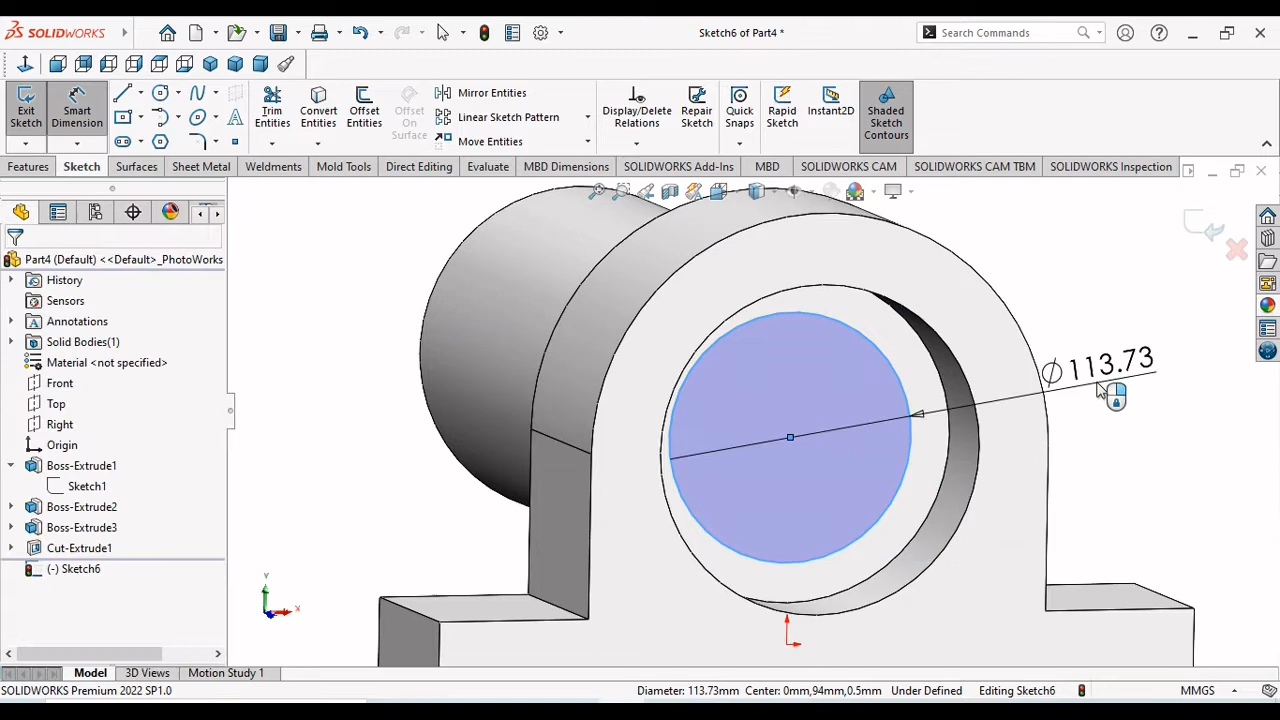 SOLIDWORKS
Sketch6 of Part4 *
Search Commands
Exit Sketch
Smart Dimension
Trim Entities
Convert Entities
Offset Entities
Offset On Surface
Mirror Entities
Linear Sketch Pattern
Move Entities
Display/Delete Relations
Repair Sketch
Quick Snaps
Rapid Sketch
Instant2D
Shaded Sketch Contours
Features
Sketch
Surfaces
Sheet Metal
Weldments
Mold Tools
Direct Editing
Evaluate
MBD Dimensions
SOLIDWORKS Add-Ins
MBD
SOLIDWORKS CAM
SOLIDWORKS CAM TBM
SOLIDWORKS Inspection
Part4 (Default) <<Default>_PhotoWorks
History
Sensors
Annotations
Solid Bodies(1)
Material <not specified>
Front
Top
Right
Origin
Boss-Extrude1
Sketch1
Boss-Extrude2
Boss-Extrude3
Cut-Extrude1
(-) Sketch6
∅ 113.73
Y
X
Model
3D Views
Motion Study 1
SOLIDWORKS Premium 2022 SP1.0
Diameter: 113.73mm Center: 0mm,94mm,0.5mm Under Defined Editing Sketch6 MMGS